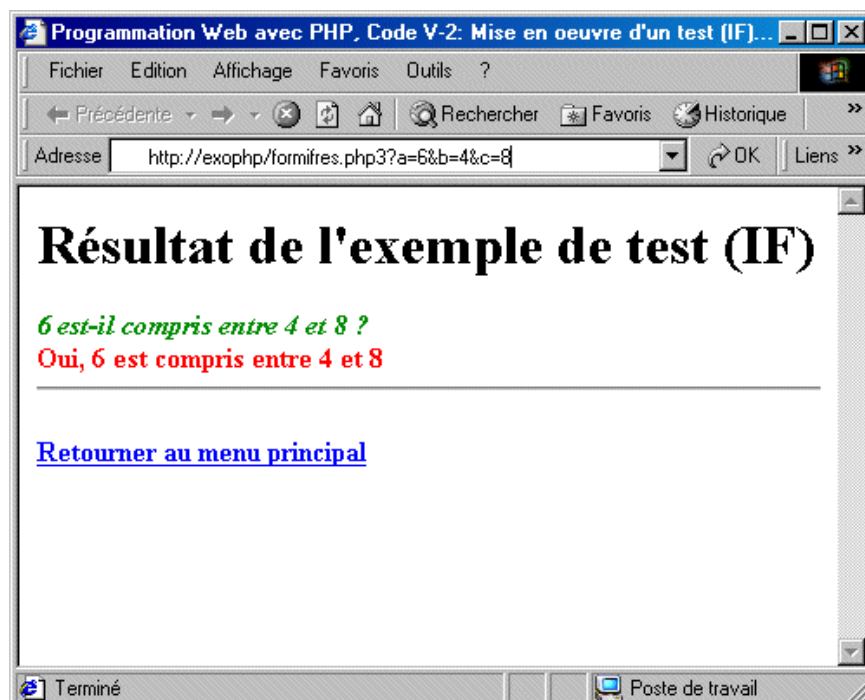 Programmation Web avec PHP, Code V-2: Mise en oeuvre d'un test (IF)...
Fichier Edition Affichage Favoris Outils ?
Précédente Rechercher Favoris Historique »
Adresse http://exophp/formifres.php3?a=6&b=4&c=8 OK Liens »
Résultat de l'exemple de test (IF)
6 est-il compris entre 4 et 8 ?
Oui, 6 est compris entre 4 et 8
Retourner au menu principal
Terminé Poste de travail